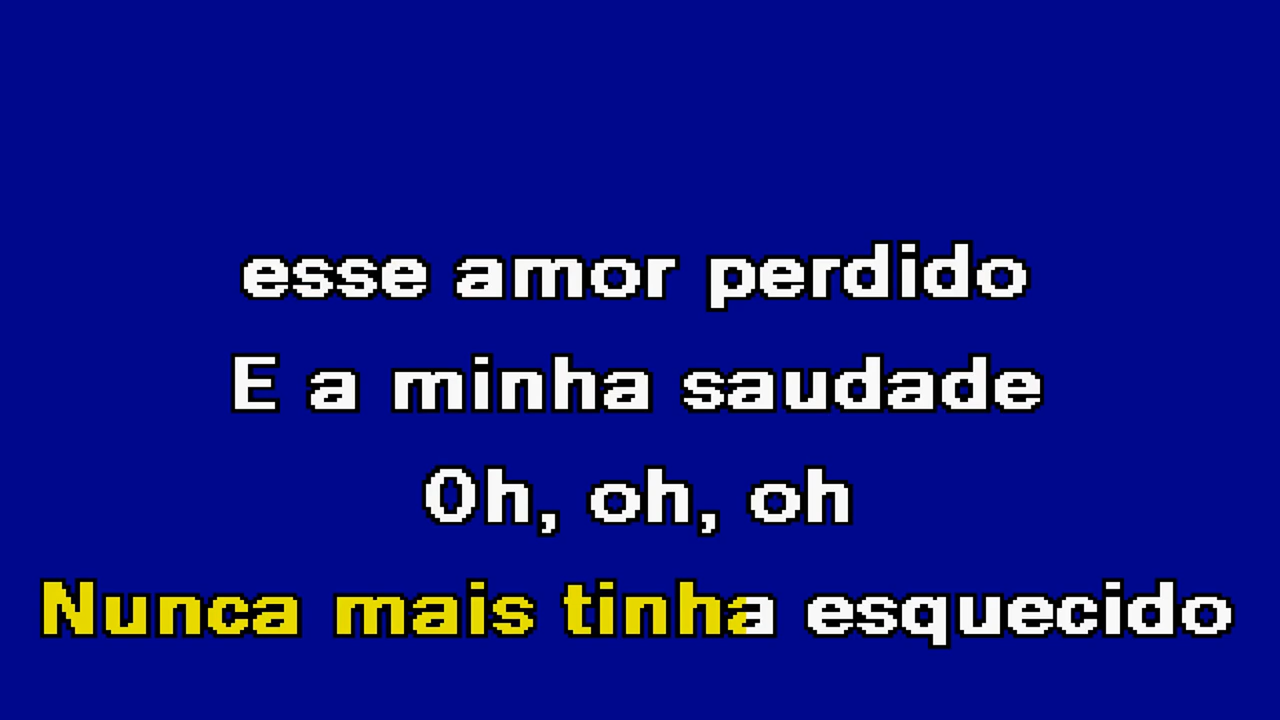 esse amor perdido
E a minha saudade
Oh, oh, oh
Nunca mais tinha esquecido